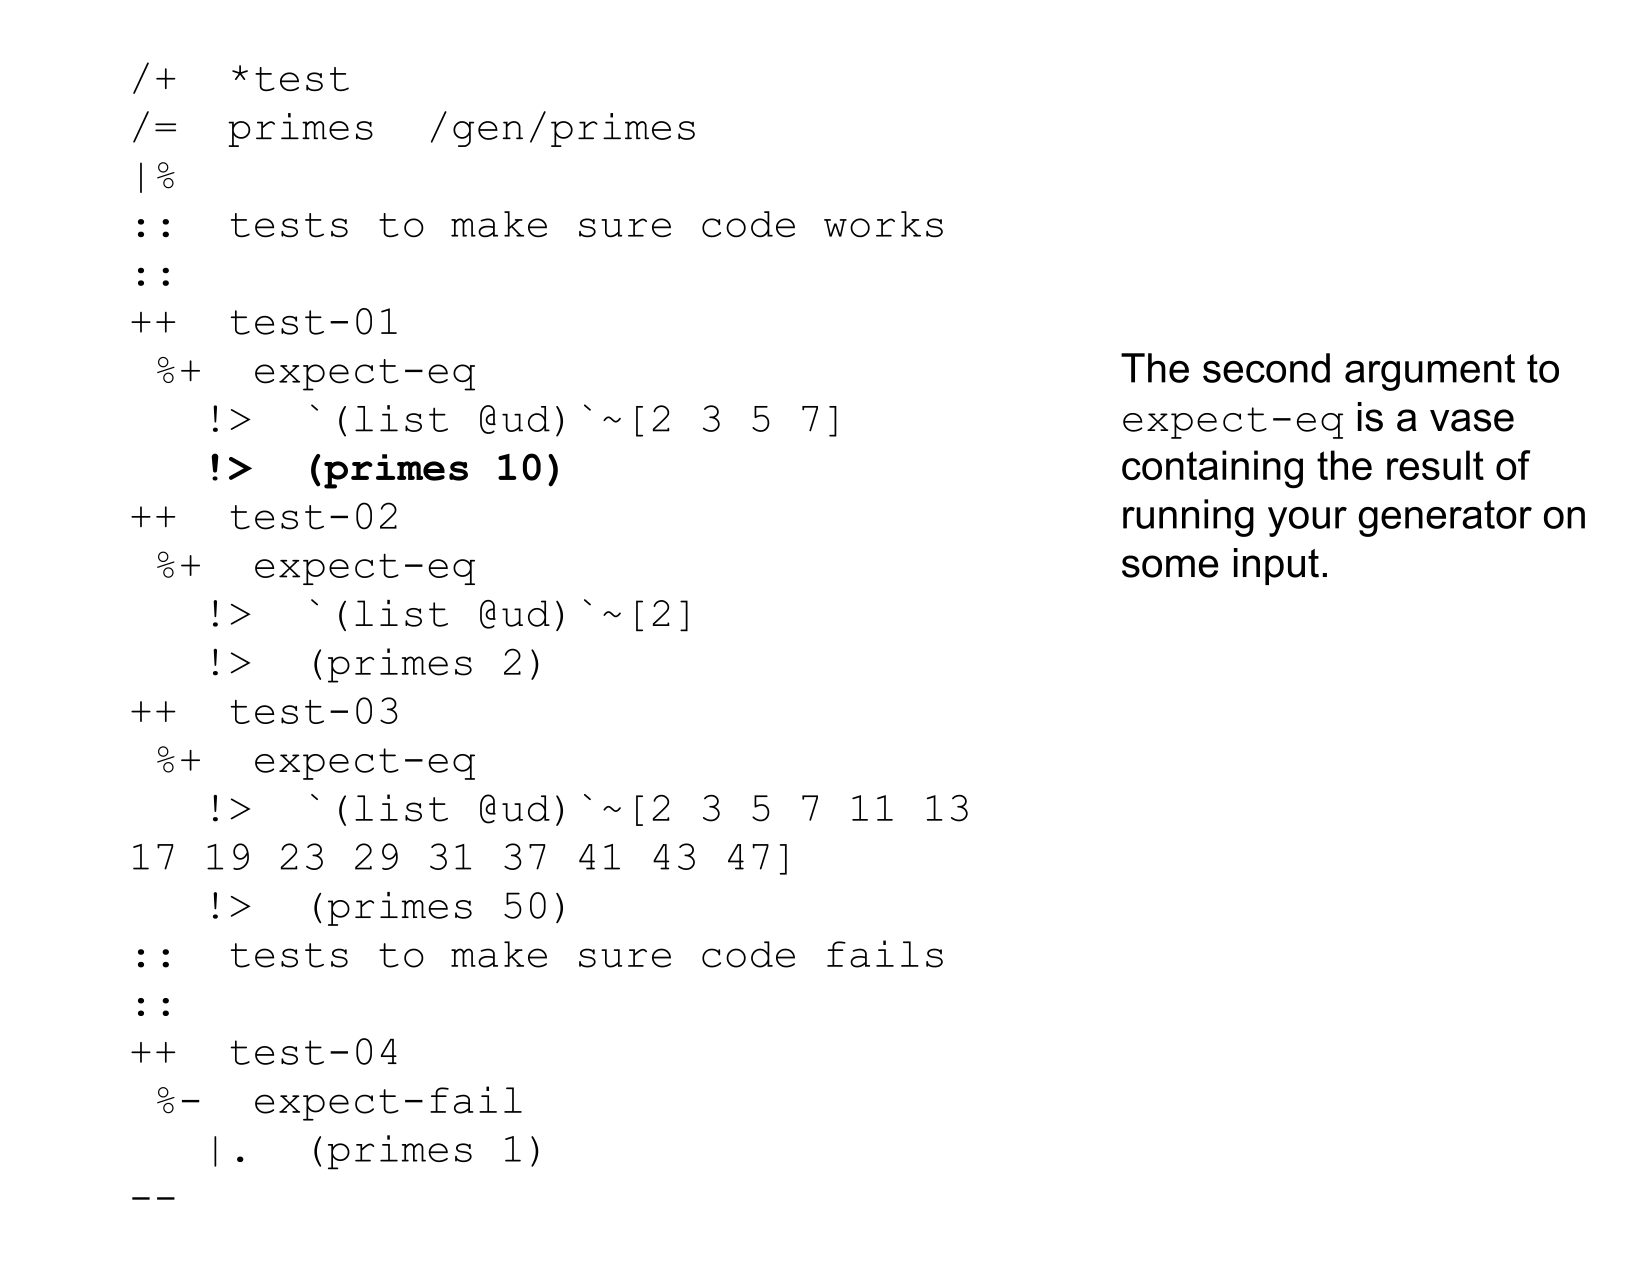 /+  *test
/=  primes  /gen/primes
|%
::  tests to make sure code works
::
++  test-01
 %+  expect-eq
   !>  `(list @ud)`~[2 3 5 7]
   !>  (primes 10)
++  test-02
 %+  expect-eq
   !>  `(list @ud)`~[2]
   !>  (primes 2)
++  test-03
 %+  expect-eq
   !>  `(list @ud)`~[2 3 5 7 11 13
17 19 23 29 31 37 41 43 47]
   !>  (primes 50)
::  tests to make sure code fails
::
++  test-04
 %-  expect-fail
   |.  (primes 1)
--
The second argument to
expect-eq is a vase
containing the result of
running your generator on
some input.